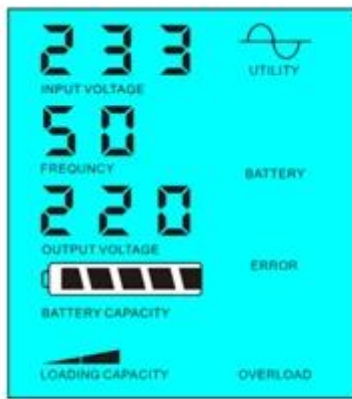 233
UTILITY
INPUT VOLTAGE
50
FREQUNCY
BATTERY
220
OUTPUT VOLTAGE
ERROR
BATTERY CAPACITY
LOADING CAPACITY
OVERLOAD